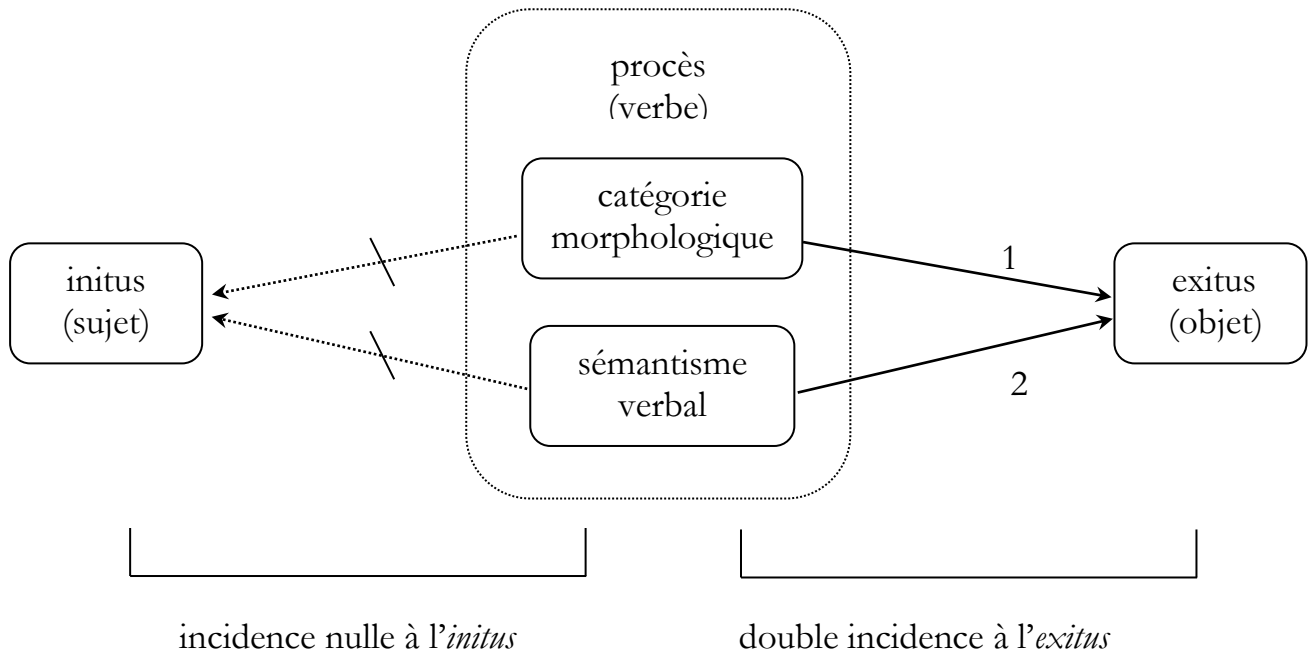 procès
(verbe)
catégorie
morphologique
1
initus
(sujet)
exitus
(objet)
sémantisme
verbal
2
incidence nulle à l’initus
double incidence à l’exitus